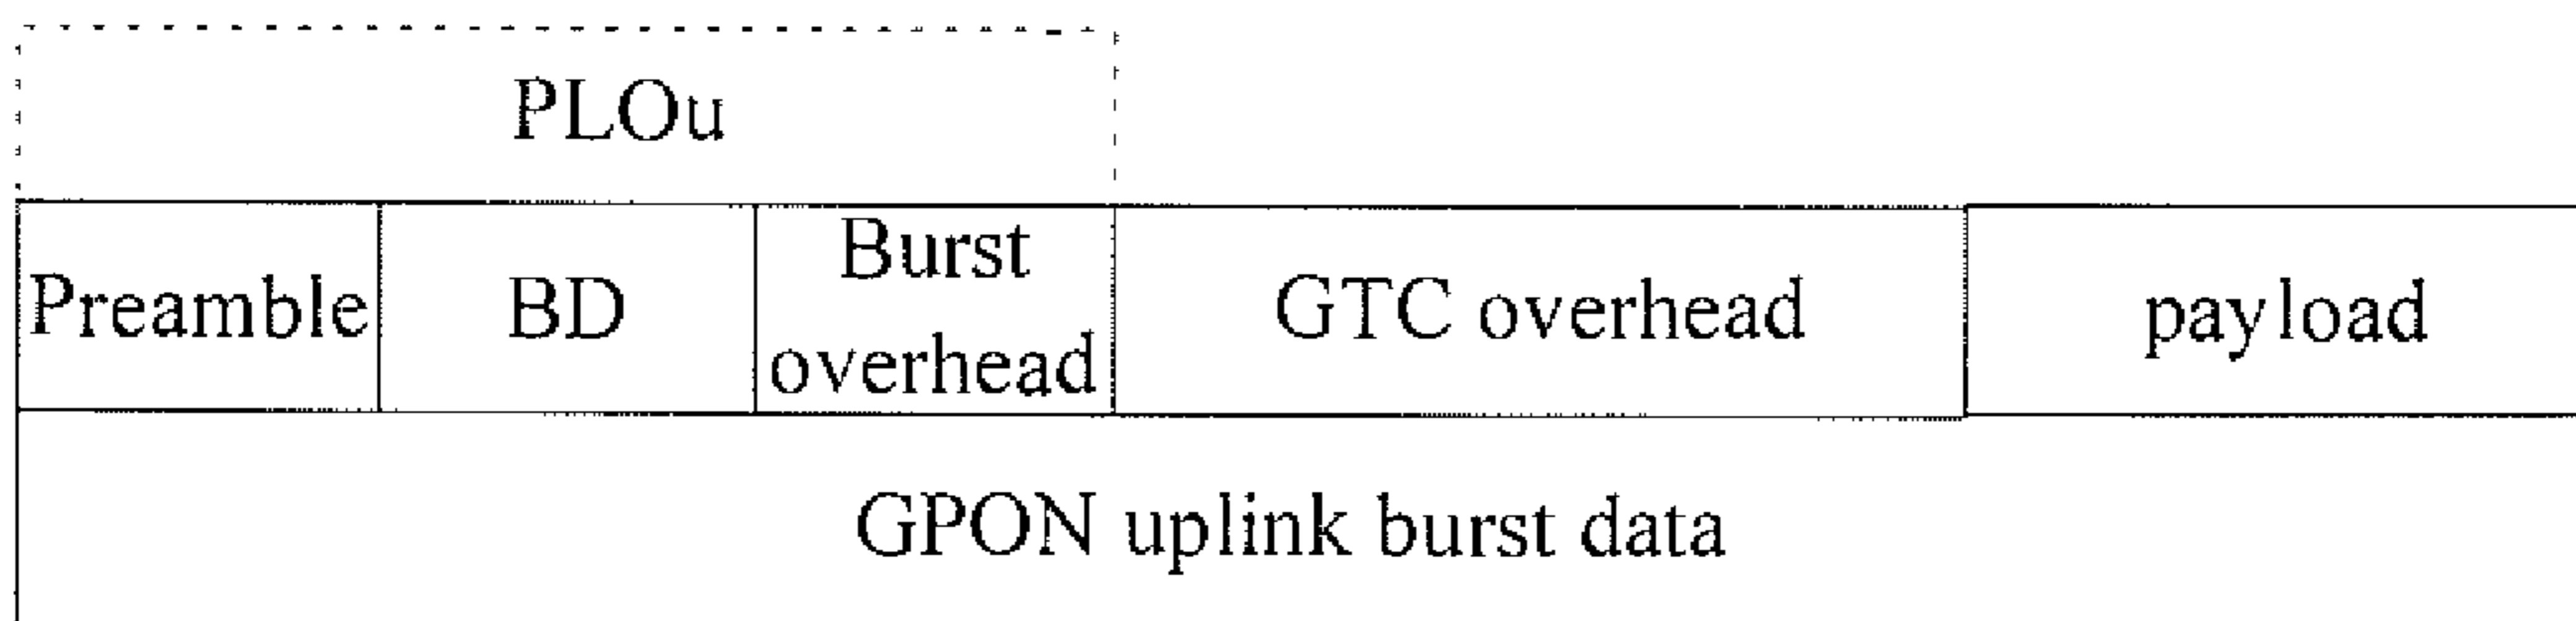 PLOu
Preamble
BD
Burst
overhead
GTC overhead
payload
GPON uplink burst data